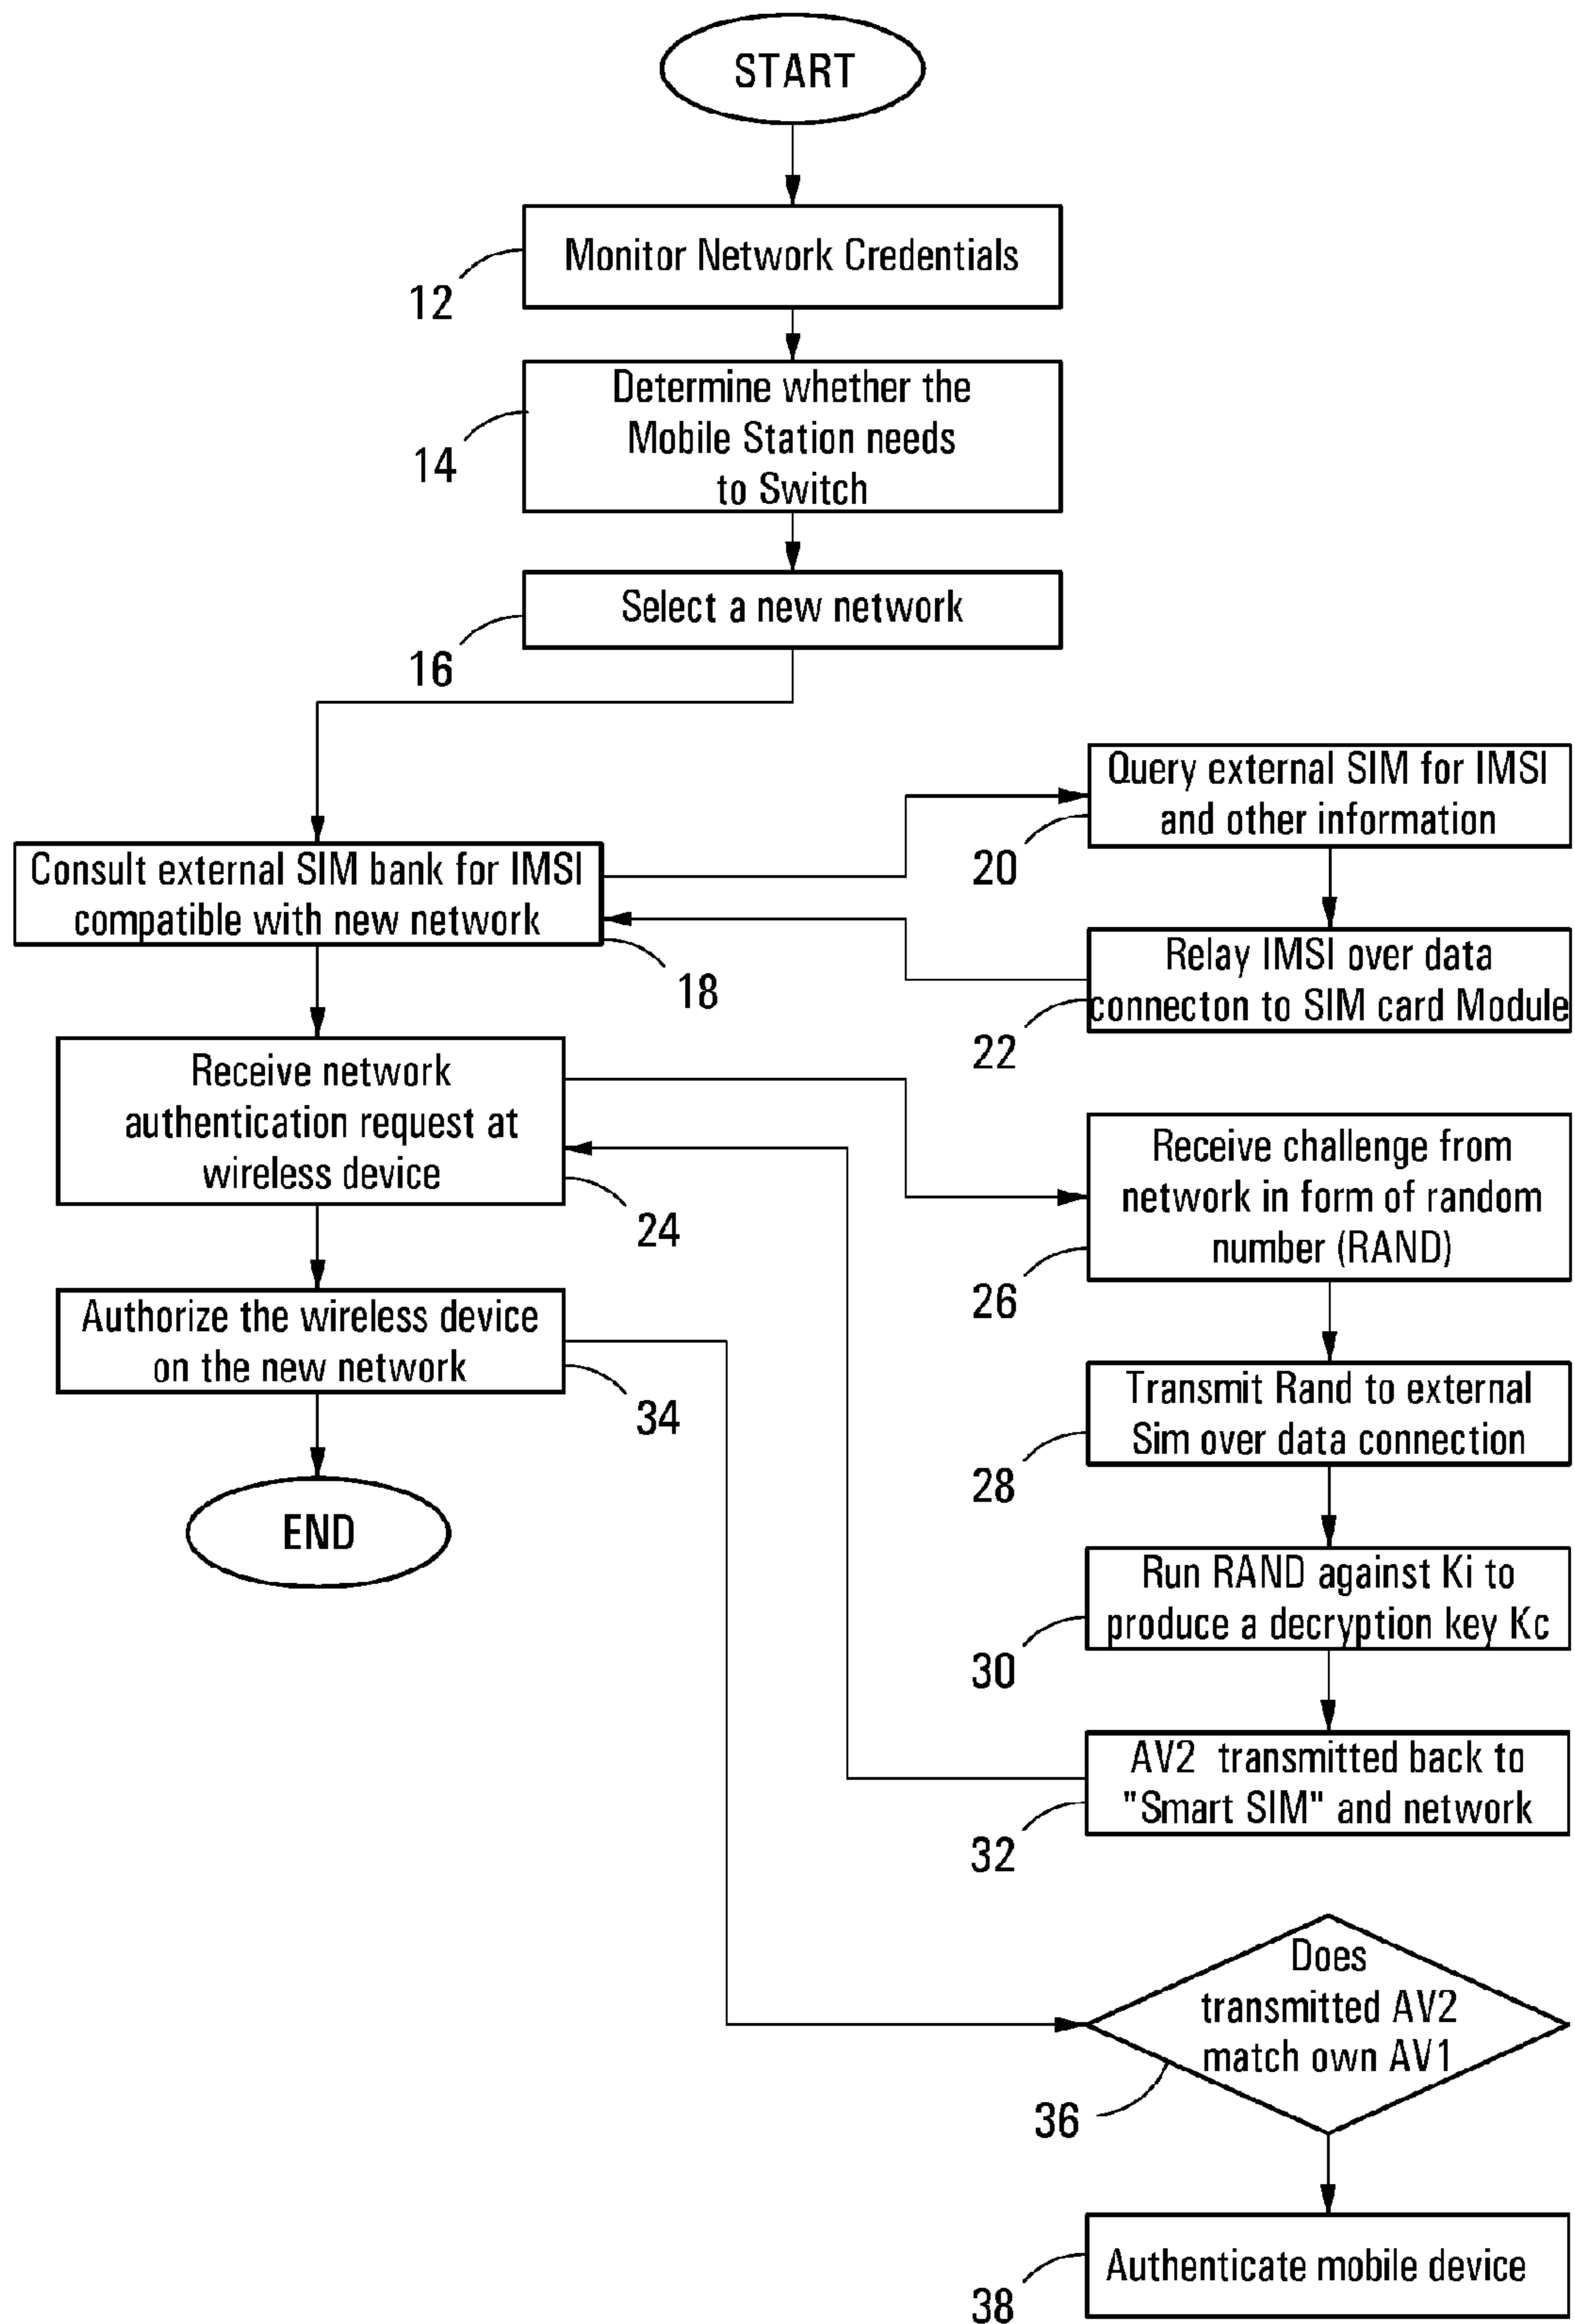 START
Monitor Network Credentials
12
Determine whether the
Mobile Station needs
to Switch
14
Select a new network
16
Query external SIM for IMSI
and other information
20
Consult external SIM bank for IMSI
compatible with new network
18
Relay IMSI over data
connecton to SIM card Module
22
Receive network
authentication request at
wireless device
24
Receive challenge from
network in form of random
number (RAND)
26
Authorize the wireless device
on the new network
34
Transmit Rand to external
Sim over data connection
28
END
Run RAND against Ki to
produce a decryption key Kc
30
AV2 transmitted back to
"Smart SIM" and network
32
Does
transmitted AV2
match own AV1
36
Authenticate mobile device
38